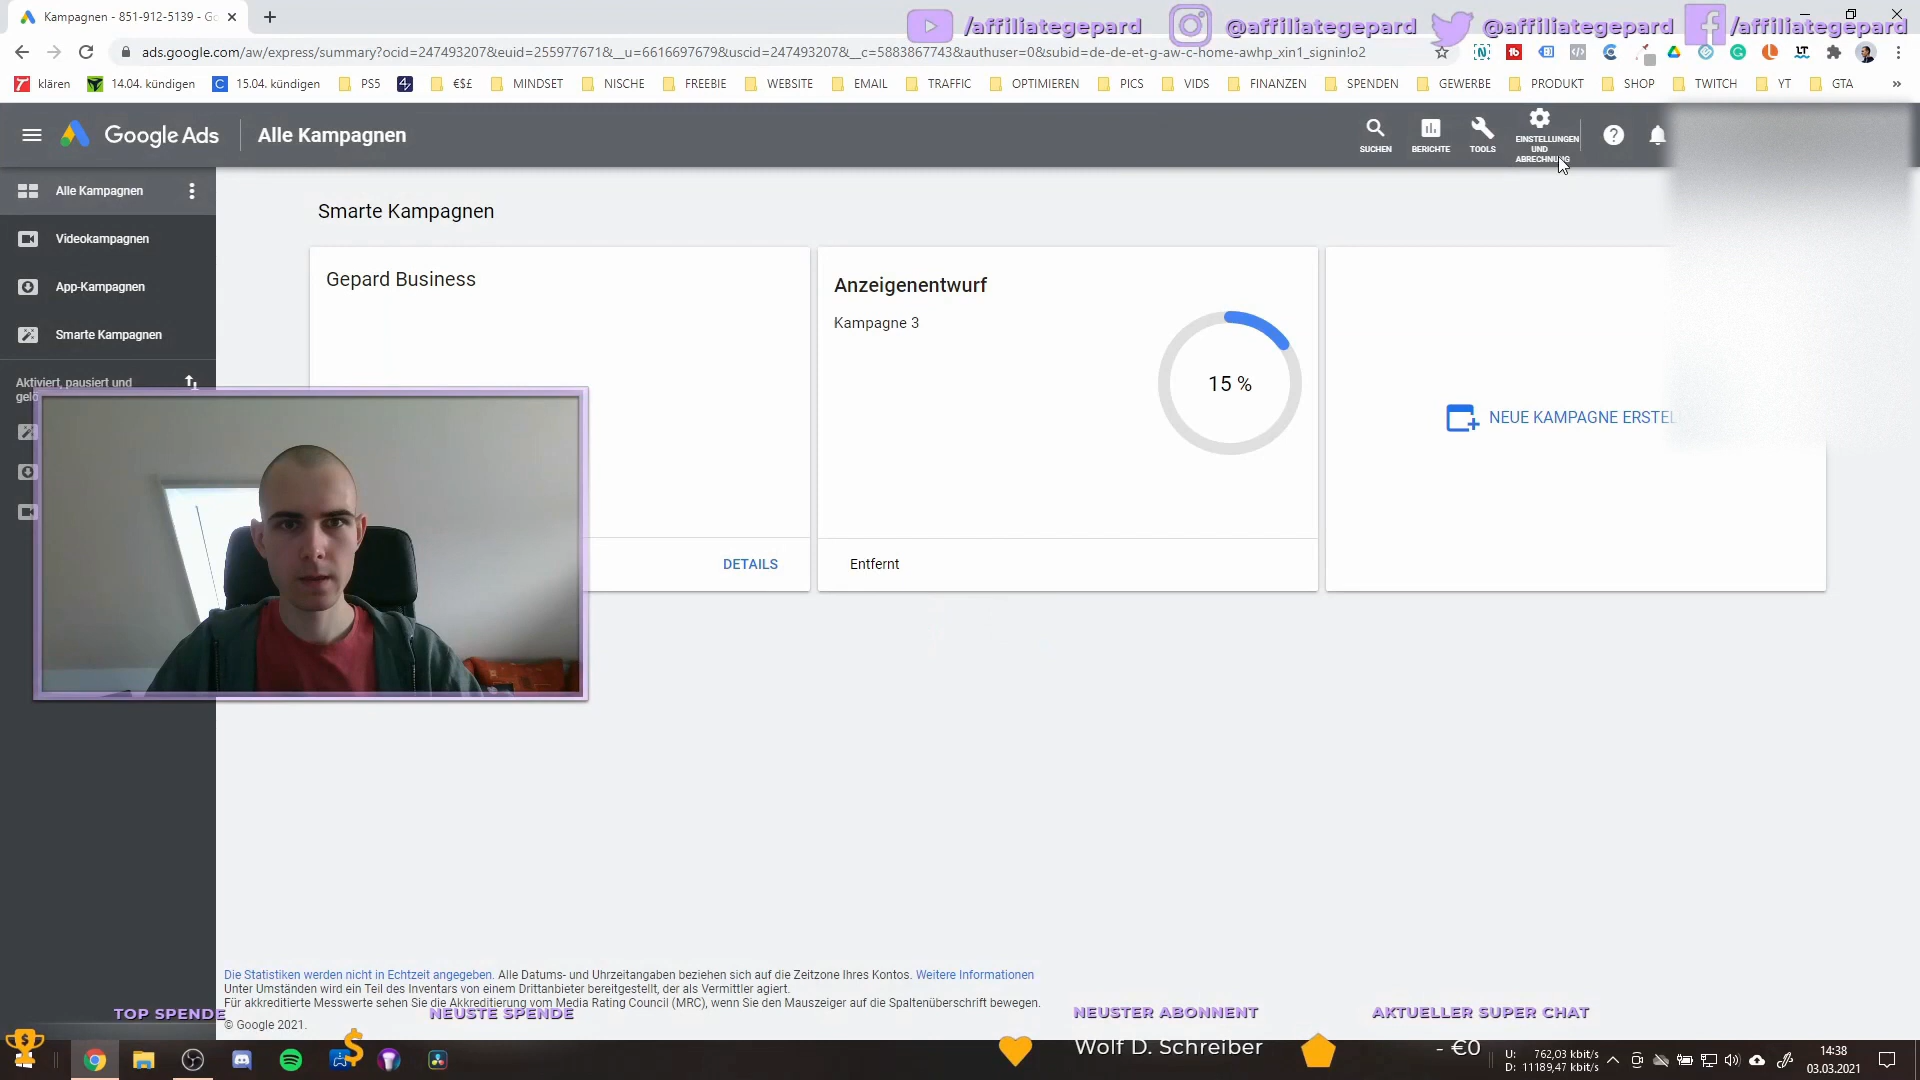 Kampagnen - 851-912-5139 - Go
/affiliategepard
@affiliategepard
@affiliategepard
/affiliategepard
ads.google.com/aw/express/summary?ocid=247493207&euid=255977671&__u=6616697679&uscid=247493207&__c=5883867743&authuser=0&subid=de-de-et-g-aw-c-home-awhp_xin1_signin!o2
klären
14.04. kündigen
15.04. kündigen
PS5
€$£
MINDSET
NISCHE
FREEBIE
WEBSITE
EMAIL
TRAFFIC
OPTIMIEREN
PICS
VIDS
FINANZEN
SPENDEN
GEWERBE
PRODUKT
SHOP
TWITCH
YT
GTA
»
Google Ads
Alle Kampagnen
SUCHEN
BERICHTE
TOOLS
EINSTELLUNGEN
UND
ABRECHNUNG
Alle Kampagnen
Videokampagnen
App-Kampagnen
Smarte Kampagnen
Aktiviert, pausiert und
Smarte Kampagnen
Gepard Business
DETAILS
Anzeigenentwurf
Kampagne 3
15 %
Entfernt
NEUE KAMPAGNE ERSTEL
Die Statistiken werden nicht in Echtzeit angegeben. Alle Datums- und Uhrzeitangaben beziehen sich auf die Zeitzone Ihres Kontos. Weitere Informationen
Unter Umständen wird ein Teil des Inventars von einem Drittanbieter bereitgestellt, der als Vermittler agiert.
Für akkreditierte Messwerte sehen Sie die Akkreditierung vom Media Rating Council (MRC), wenn Sie den Mauszeiger auf die Spaltenüberschrift bewegen.
© Google 2021.
TOP SPENDE
NEUSTE SPENDE
NEUSTER ABONNENT
AKTUELLER SUPER CHAT
Wolf D. Schreiber
- €0
U: 762,03 kbit/s
D: 11189,47 kbit/s
14:38
03.03.2021